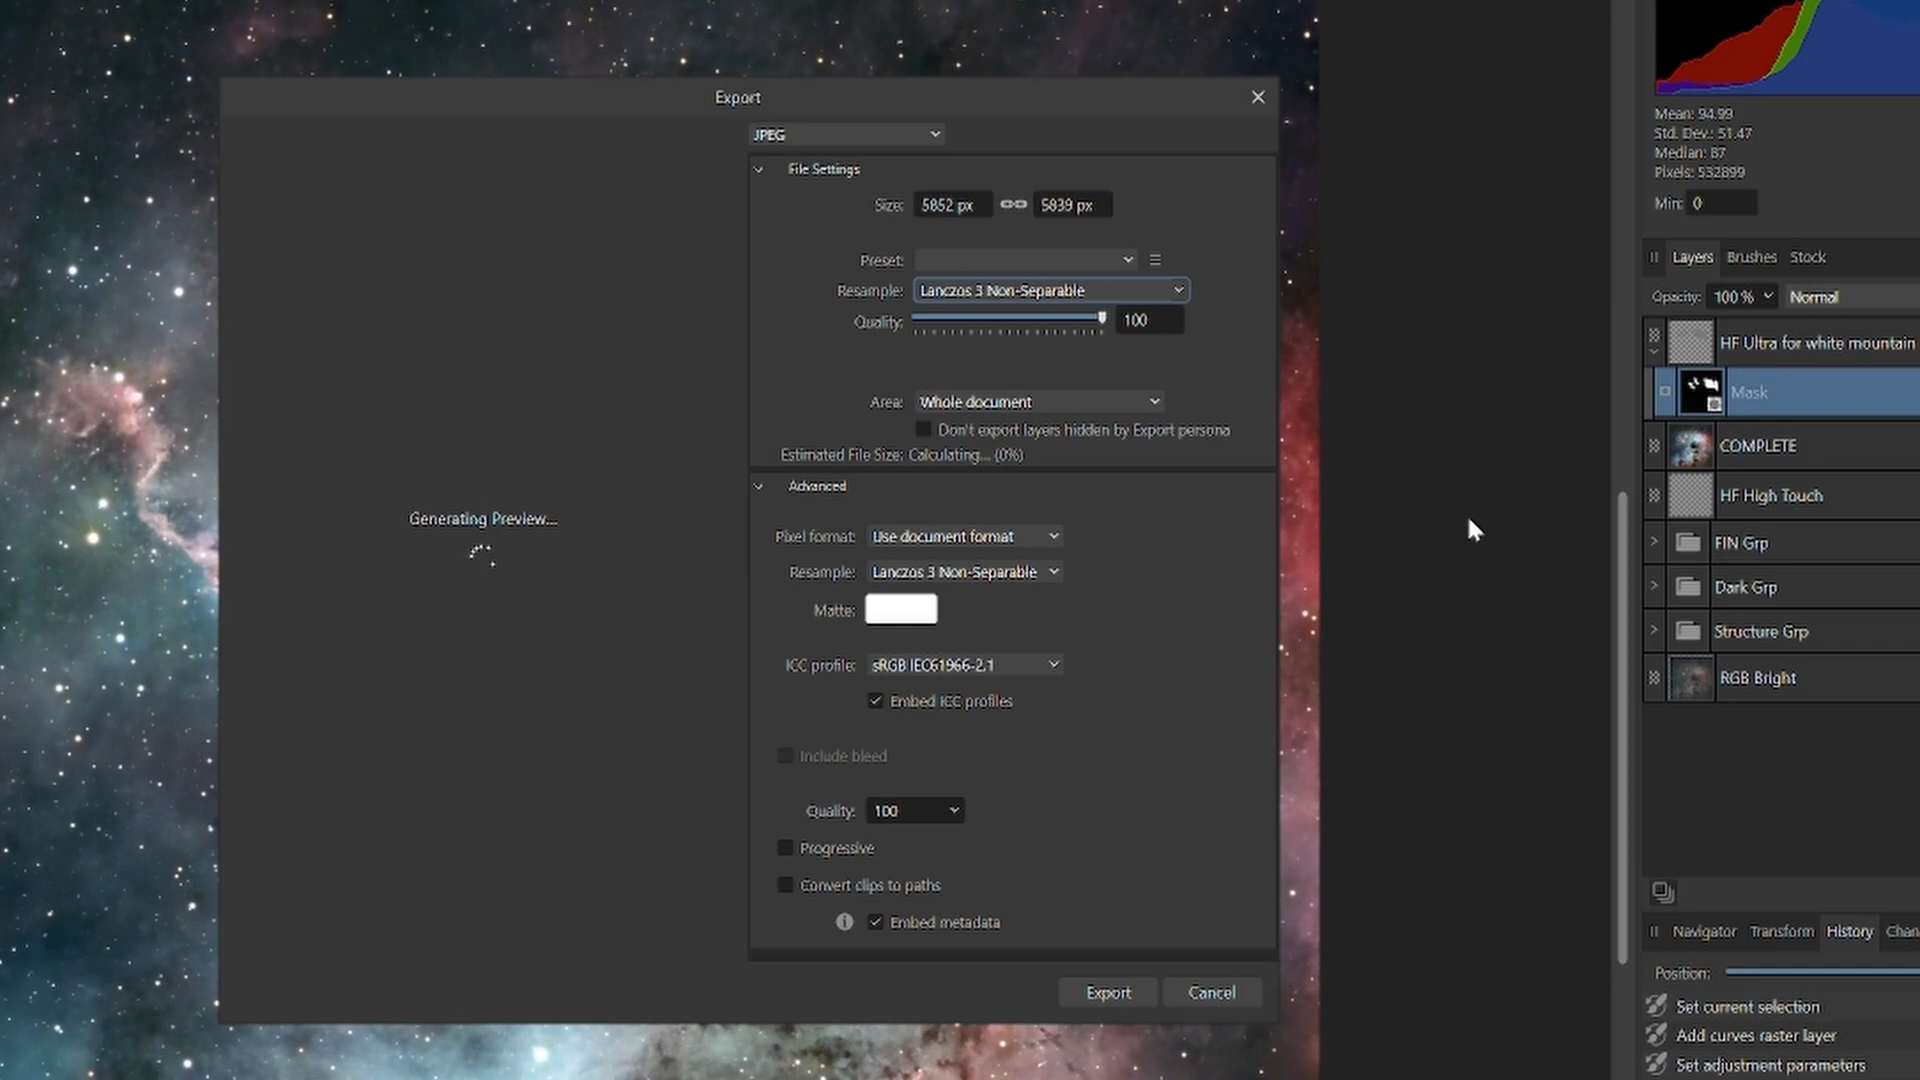 Export
JPEG
File Settings
Size: 5852 px 5839 px
Preset:
Resample: Lanczos 3 Non-Separable
Quality: 100
Area: Whole document
Don't export layers hidden by Export persona
Estimated File Size: Calculating... (0%)
Advanced
Generating Preview...
Pixel format: Use document format
Resample: Lanczos 3 Non-Separable
Matte:
ICC profile: sRGB IEC61966-2.1
Embed ICC profiles
Include bleed
Quality: 100
Progressive
Convert clips to paths
Embed metadata
Export Cancel
Mean: 94.99
Std. Dev.: 51.47
Median: 87
Pixels: 532899
Min: 0
Layers Brushes Stock
Opacity: 100 % Normal
HF Ultra for white mountain
Mask
COMPLETE
HF High Touch
FIN Grp
Dark Grp
Structure Grp
RGB Bright
Navigator Transform History Chan
Position:
Set current selection
Add curves raster layer
Set adjustment parameters